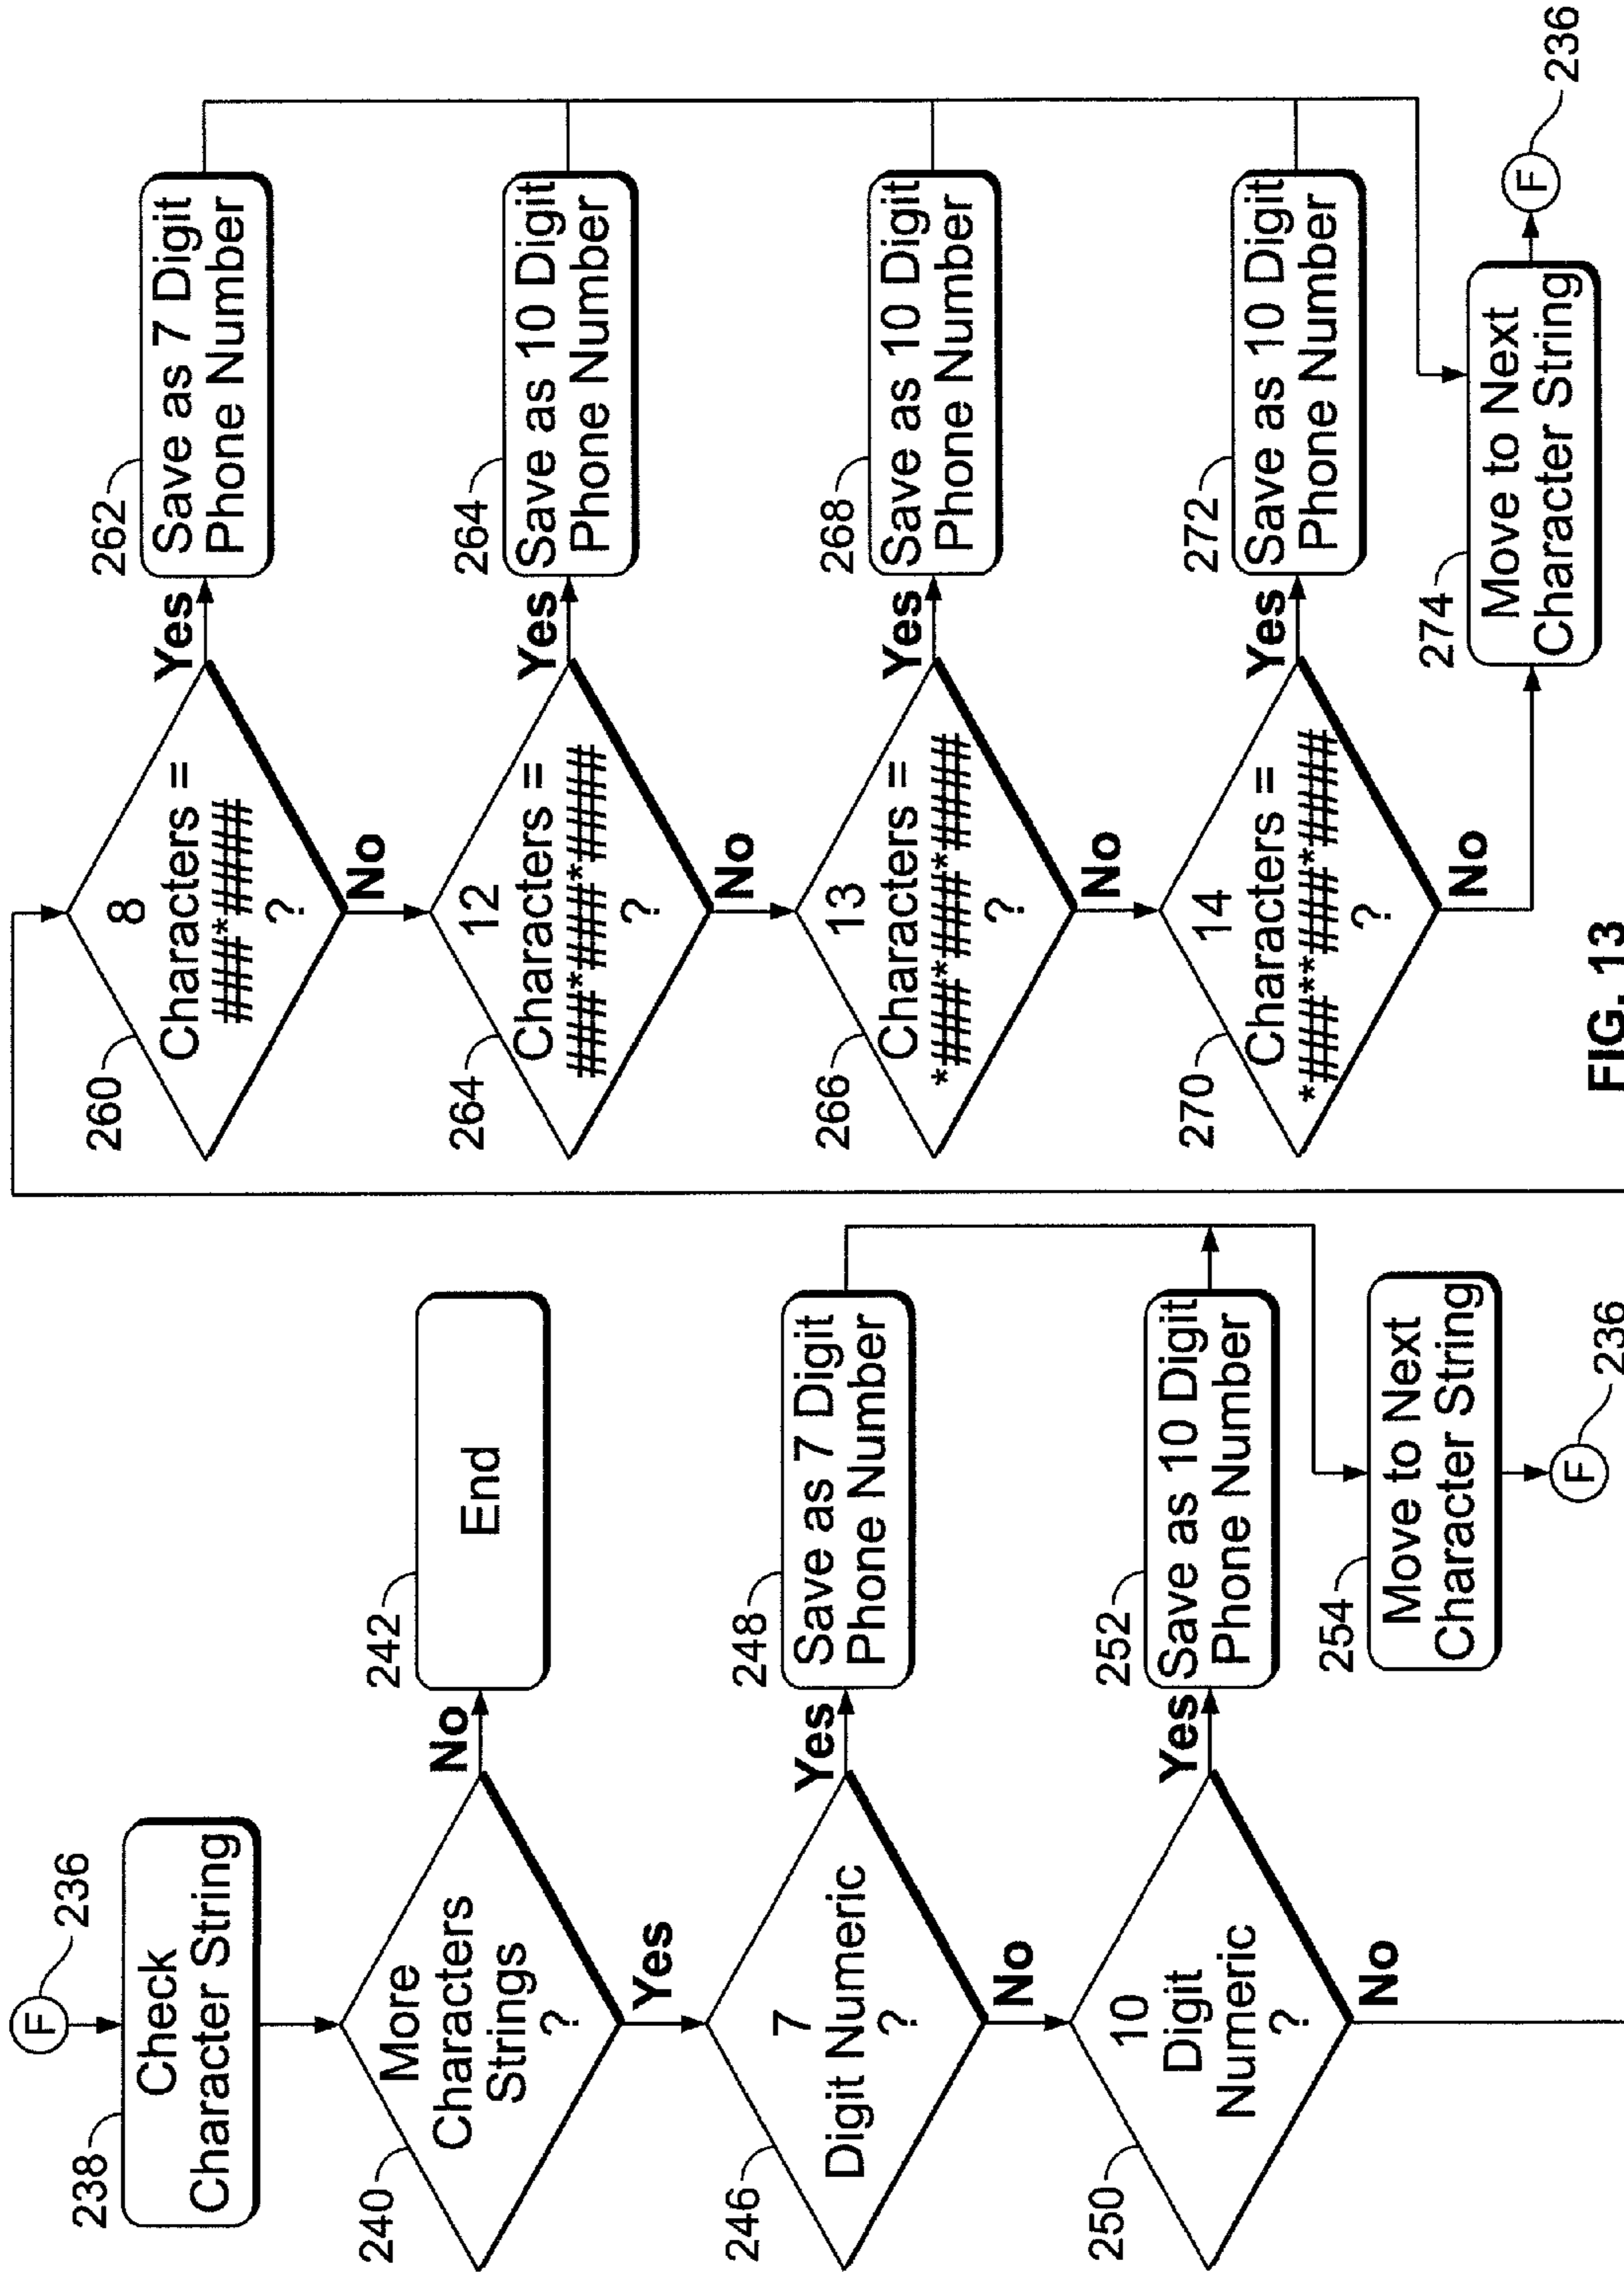 F
236
238
Check
Character String
240
More
Characters
Strings
?
No
242
End
Yes
246
7
Digit Numeric
?
Yes
248
Save as 7 Digit
Phone Number
No
250
10
Digit
Numeric
?
Yes
252
Save as 10 Digit
Phone Number
254
Move to Next
Character String
F
236
No
260
8
Characters =
###*####
?
Yes
262
Save as 7 Digit
Phone Number
No
264
12
Characters =
###*###*####
?
Yes
264
Save as 10 Digit
Phone Number
No
266
13
Characters =
*###*###*####
?
Yes
268
Save as 10 Digit
Phone Number
No
270
14
Characters =
*###**###*####
?
Yes
272
Save as 10 Digit
Phone Number
No
274
Move to Next
Character String
F
236
FIG. 13